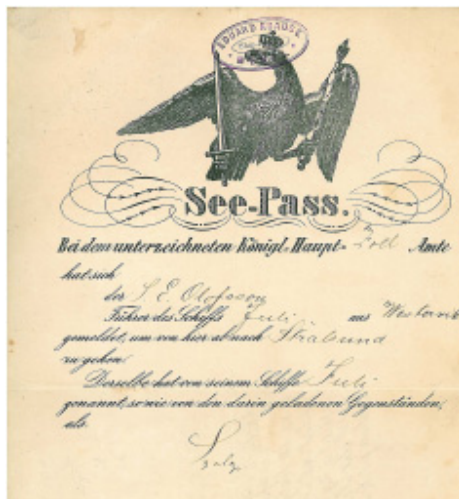 EDUARD KRAUSE
See-Pass.
Bei dem unterzeichneten Königl. Haupt-Zoll Amte
hat sich
der S. E. Olofsson
Führer des Schiffs Juli aus Westervik
gemeldet, um von hier ab nach Stralsund
zu gehen.
Derselbe hat von seinem Schiffe Juli
genannt, sowie von den darin geladenen Gegenständen,
als